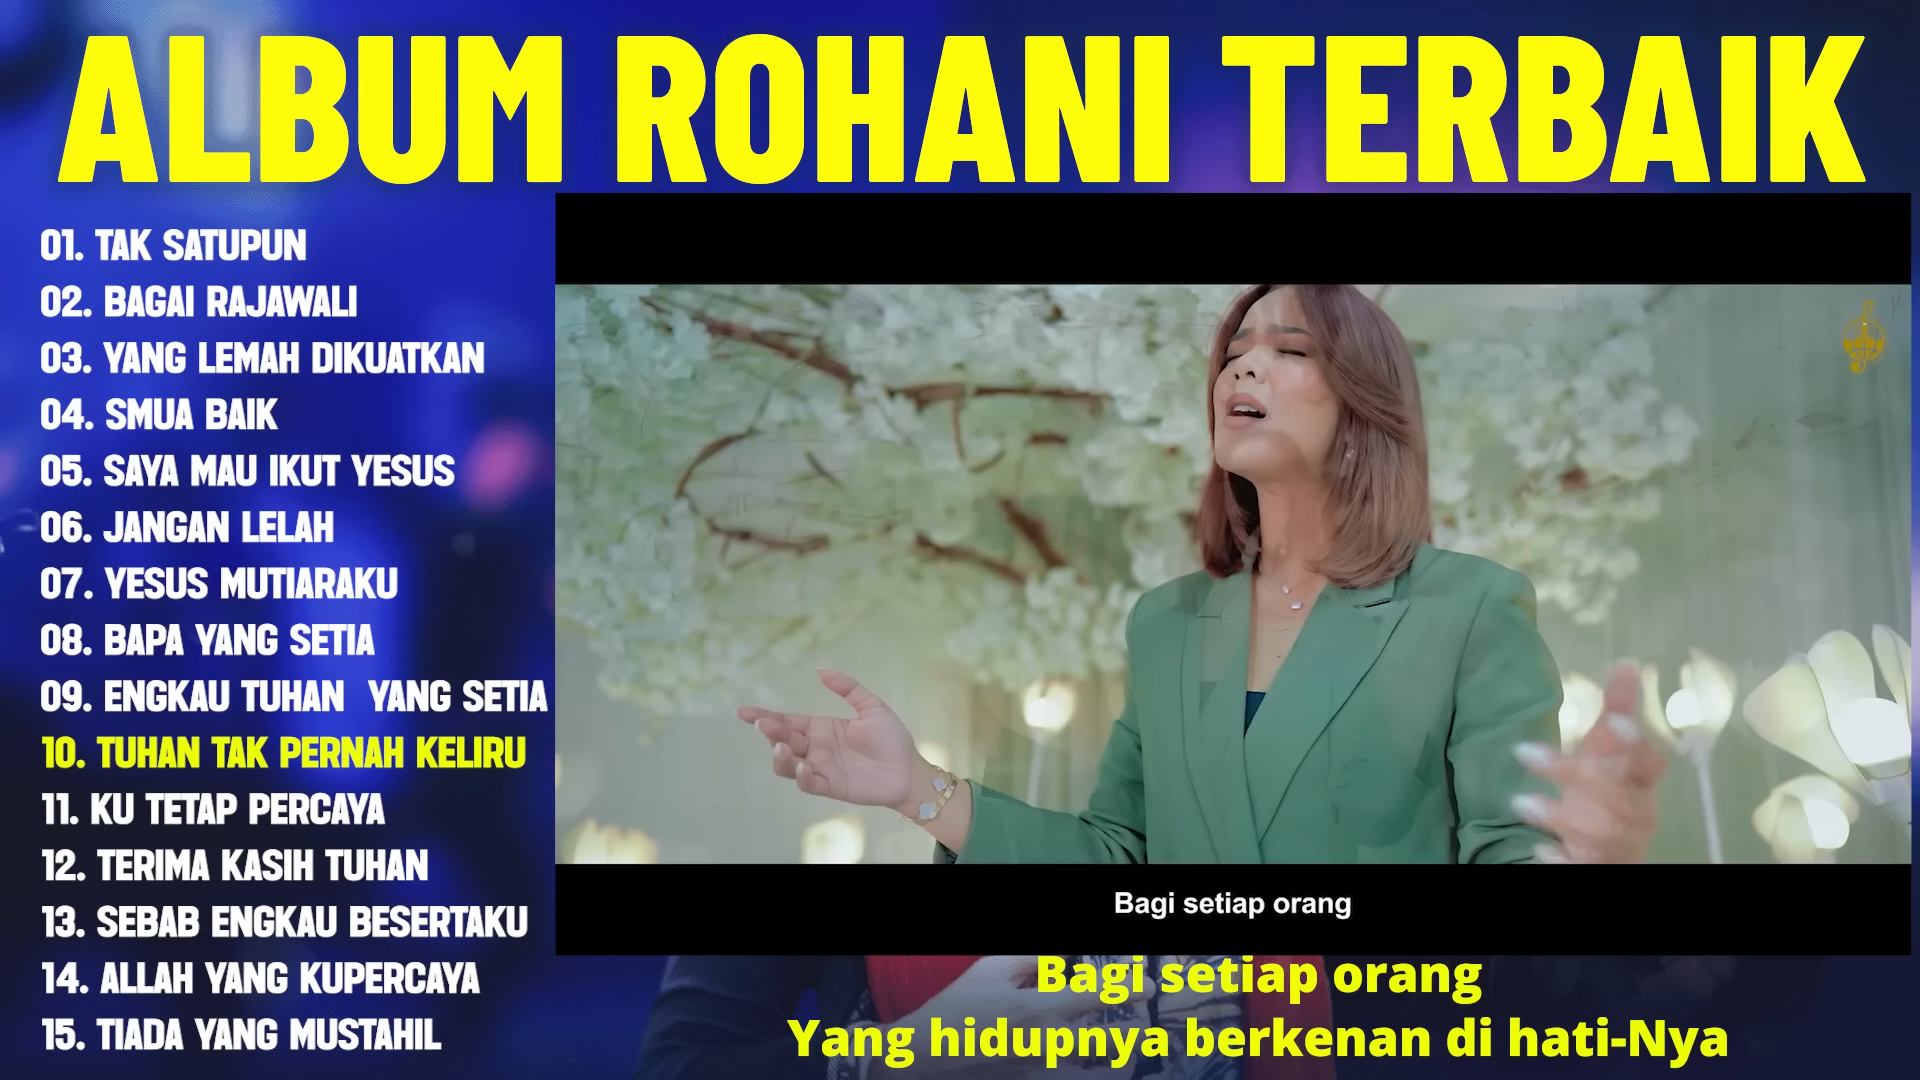 ALBUM ROHANI TERBAIK
01. TAK SATUPUN
02. BAGAI RAJAWALI
03. YANG LEMAH DIKUATKAN
04. SMUA BAIK
05. SAYA MAU IKUT YESUS
06. JANGAN LELAH
07. YESUS MUTIARAKU
08. BAPA YANG SETIA
09. ENGKAU TUHAN YANG SETIA
10. TUHAN TAK PERNAH KELIRU
11. KU TETAP PERCAYA
12. TERIMA KASIH TUHAN
13. SEBAB ENGKAU BESERTAKU
14. ALLAH YANG KUPERCAYA
15. TIADA YANG MUSTAHIL
Bagi setiap orang
Bagi setiap orang
Yang hidupnya berkenan di hati-Nya